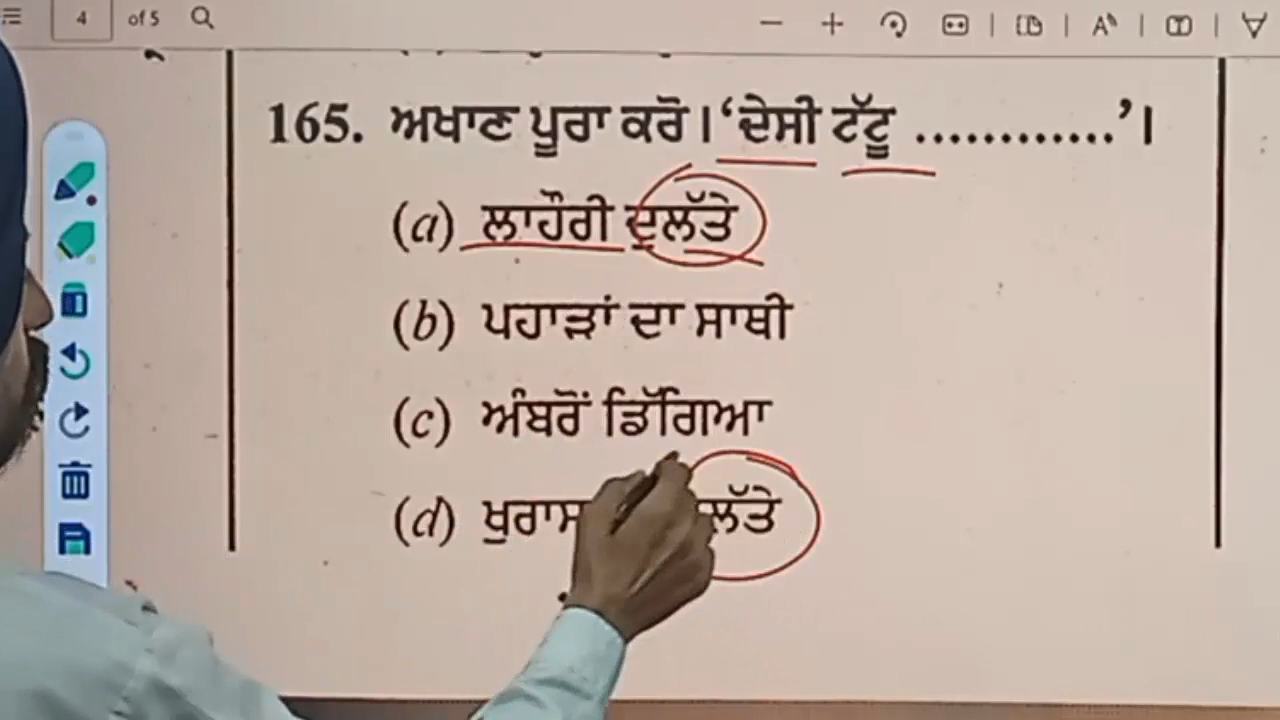 4 of 5
165. ਅਖਾਣ ਪੂਰਾ ਕਰੋ। ‘ਦੇਸੀ ਟੱਟੂ ............’।
(a) ਲਾਹੌਰੀ ਦੁਲੱਤੇ
(b) ਪਹਾੜਾਂ ਦਾ ਸਾਥੀ
(c) ਅੰਬਰੋਂ ਡਿੱਗਿਆ
(d)